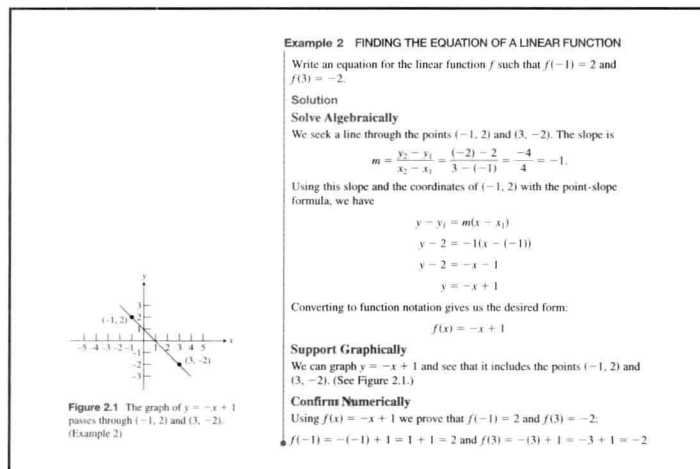 Example 2 FINDING THE EQUATION OF A LINEAR FUNCTION
Write an equation for the linear function f such that f(−1) = 2 and
f(3) = −2.
Solution
Solve Algebraically
We seek a line through the points (−1, 2) and (3, −2). The slope is
m = (y₂ − y₁)/(x₂ − x₁) = ((−2) − 2)/(3 − (−1)) = −4/4 = −1.
Using this slope and the coordinates of (−1, 2) with the point-slope
formula, we have
y − y₁ = m(x − x₁)
y − 2 = −1(x − (−1))
y − 2 = −x − 1
y = −x + 1
Converting to function notation gives us the desired form:
f(x) = −x + 1
Support Graphically
We can graph y = −x + 1 and see that it includes the points (−1, 2) and
(3, −2). (See Figure 2.1.)
Confirm Numerically
Using f(x) = −x + 1 we prove that f(−1) = 2 and f(3) = −2:
f(−1) = −(−1) + 1 = 1 + 1 = 2 and f(3) = −(3) + 1 = −3 + 1 = −2
y
3
(−1, 2)
2
1
x
−5 −4 −3 −2 −1 1 2 3 4 5
−1
−2
(3, −2)
−3
Figure 2.1 The graph of y = −x + 1
passes through (−1, 2) and (3, −2).
(Example 2)